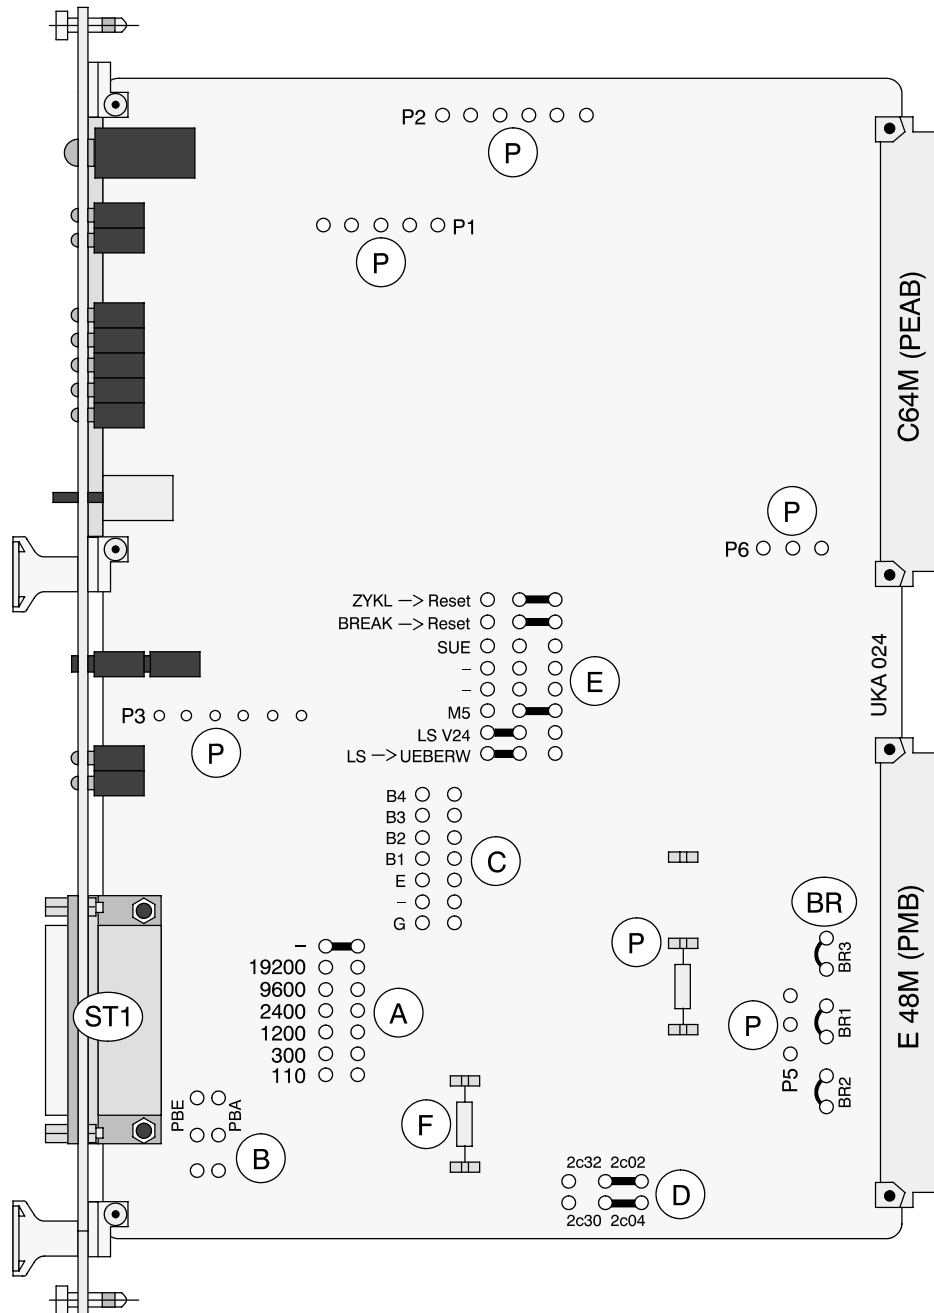 P2
P
P1
P
C64M (PEAB)
P
P6
ZYKL —> Reset
BREAK —> Reset
SUE
–
–
M5
LS V24
LS —> UEBERW
E
UKA 024
P3
P
B4
B3
B2
B1
E
–
G
C
–
19200
9600
2400
1200
300
110
A
ST1
PBE
PBA
B
F
P
BR
BR3
BR1
BR2
P
P5
E 48M (PMB)
2c32 2c02
2c30 2c04
D